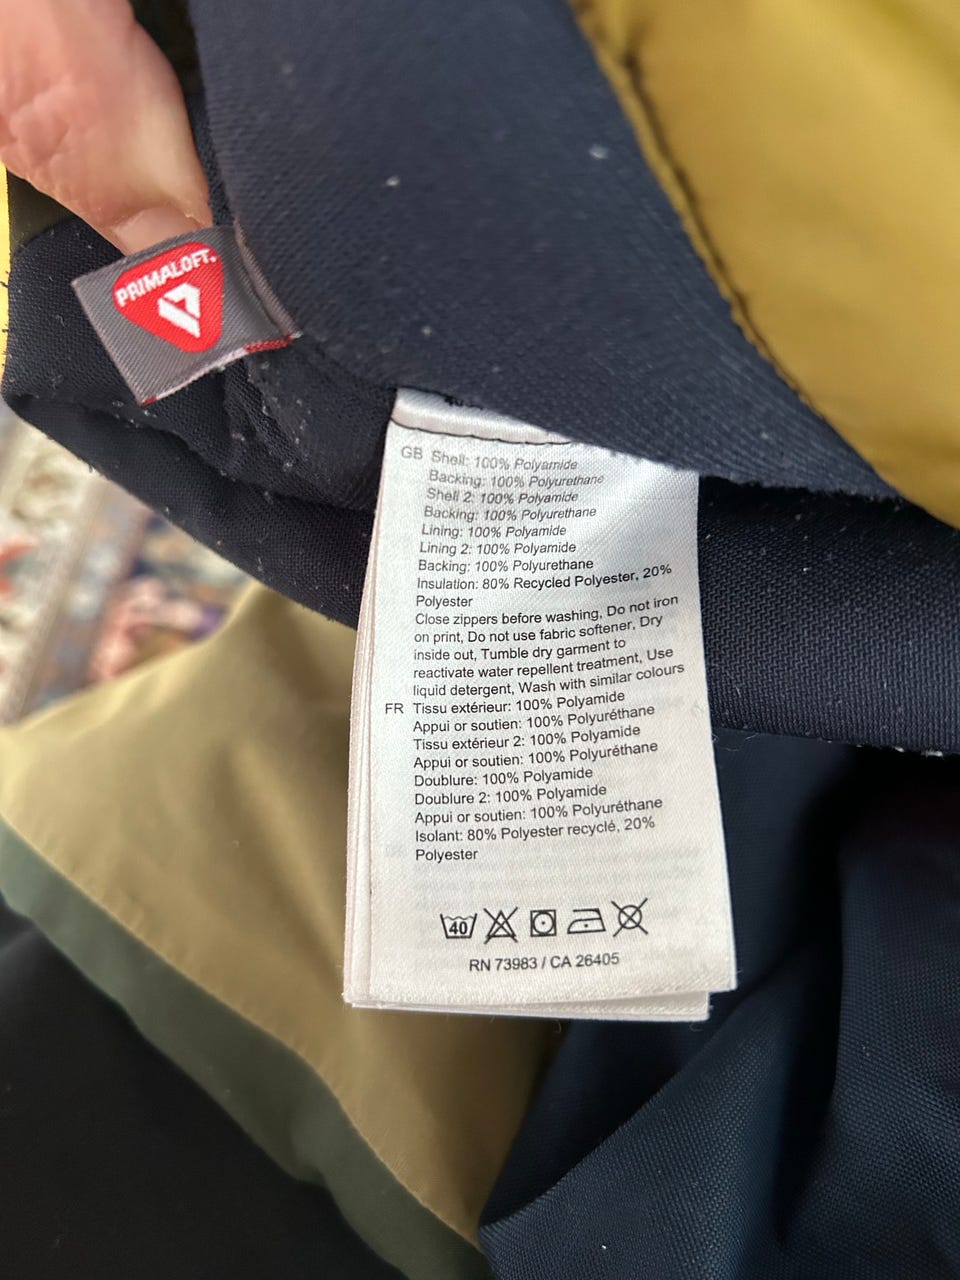 PRIMALOFT.
GB Shell: 100% Polyamide
Backing: 100% Polyurethane
Shell 2: 100% Polyamide
Backing: 100% Polyurethane
Lining: 100% Polyamide
Lining 2: 100% Polyamide
Backing: 100% Polyurethane
Insulation: 80% Recycled Polyester, 20%
Polyester
Close zippers before washing, Do not iron
on print, Do not use fabric softener, Dry
inside out, Tumble dry garment to
reactivate water repellent treatment, Use
liquid detergent, Wash with similar colours
FR Tissu extérieur: 100% Polyamide
Appui or soutien: 100% Polyuréthane
Tissu extérieur 2: 100% Polyamide
Appui or soutien: 100% Polyuréthane
Doublure: 100% Polyamide
Doublure 2: 100% Polyamide
Appui or soutien: 100% Polyuréthane
Isolant: 80% Polyester recyclé, 20%
Polyester
40
RN 73983 / CA 26405